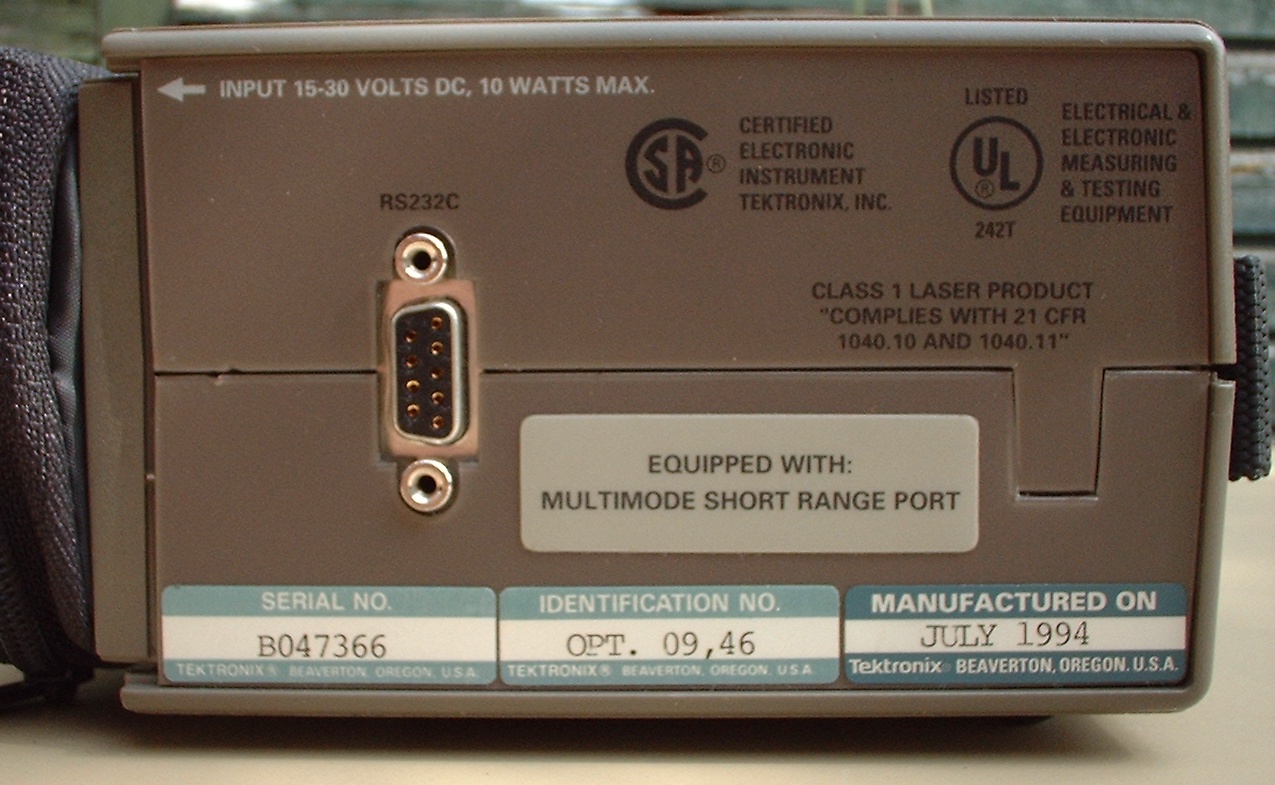 INPUT 15-30 VOLTS DC, 10 WATTS MAX.
RS232C
SA®
CERTIFIED
ELECTRONIC
INSTRUMENT
TEKTRONIX, INC.
LISTED
UL®
242T
ELECTRICAL &
ELECTRONIC
MEASURING
& TESTING
EQUIPMENT
CLASS 1 LASER PRODUCT
"COMPLIES WITH 21 CFR
1040.10 AND 1040.11"
EQUIPPED WITH:
MULTIMODE SHORT RANGE PORT
SERIAL NO.
B047366
TEKTRONIX® BEAVERTON, OREGON, U.S.A.
IDENTIFICATION NO.
OPT. 09,46
TEKTRONIX® BEAVERTON, OREGON, U.S.A.
MANUFACTURED ON
JULY 1994
Tektronix® BEAVERTON, OREGON. U.S.A.